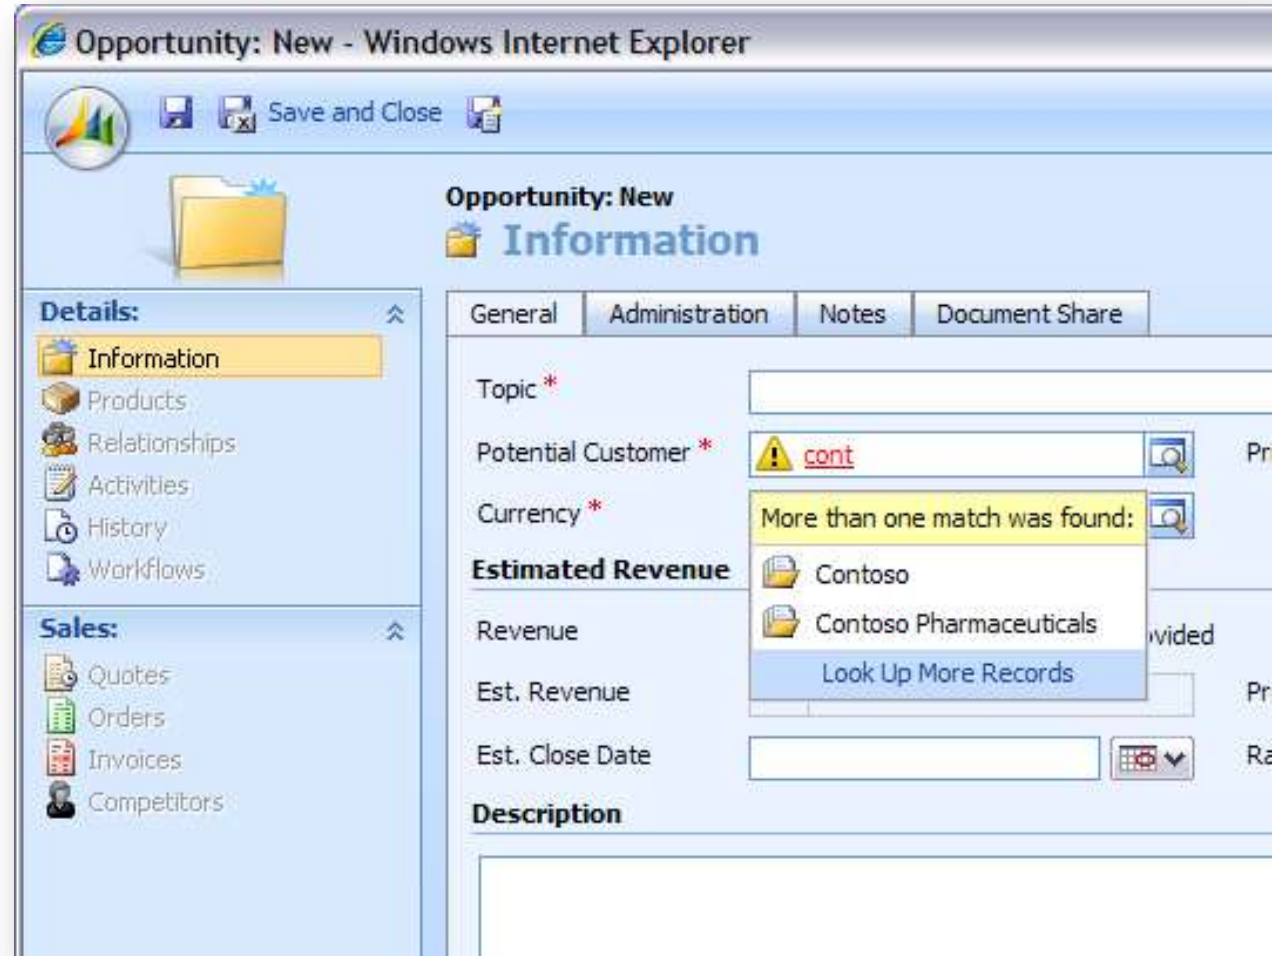 Opportunity: New - Windows Internet Explorer
Save and Close
Opportunity: New
Information
Details:
Information
Products
Relationships
Activities
History
Workflows
Sales:
Quotes
Orders
Invoices
Competitors
General Administration Notes Document Share
Topic *
Potential Customer * cont
Currency *
More than one match was found:
Contoso
Contoso Pharmaceuticals
Look Up More Records
Estimated Revenue
Revenue
Est. Revenue
Est. Close Date
Description